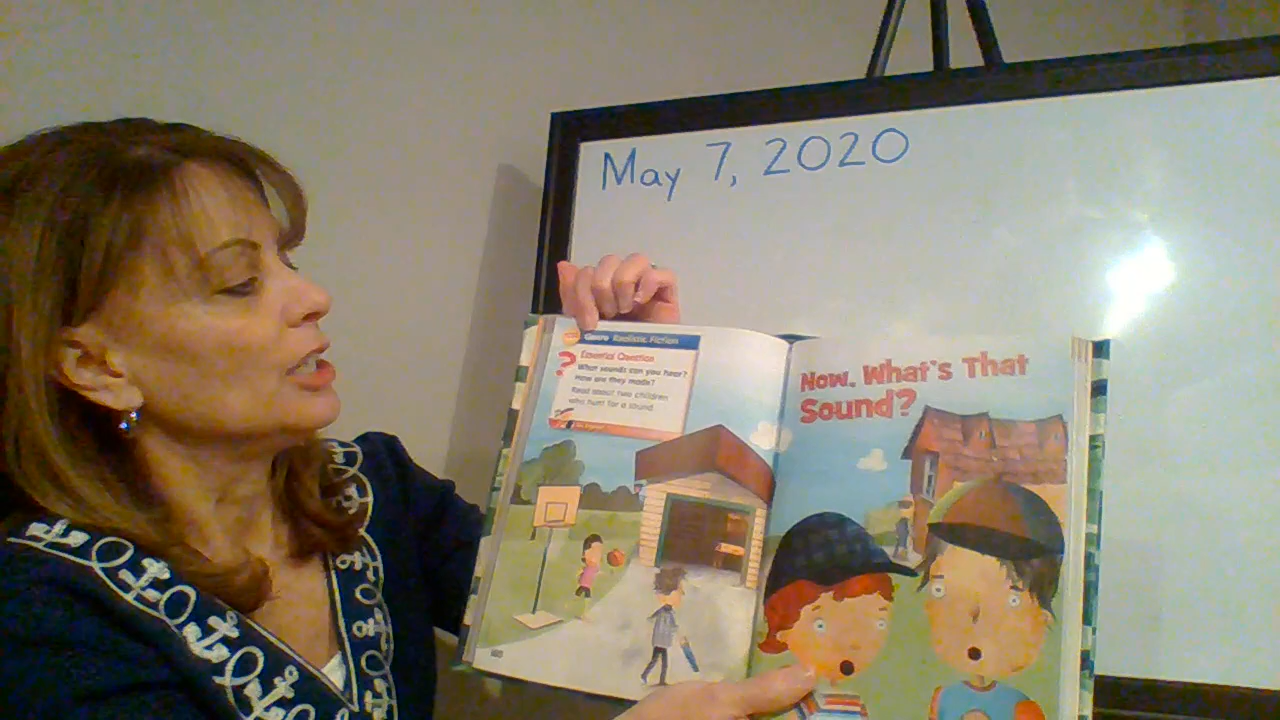 May 7, 2020
Genre Realistic Fiction
Essential Question
What sounds can you hear?
How are they made?
Read about two children
who hunt for a sound.
Now, What's That
Sound?